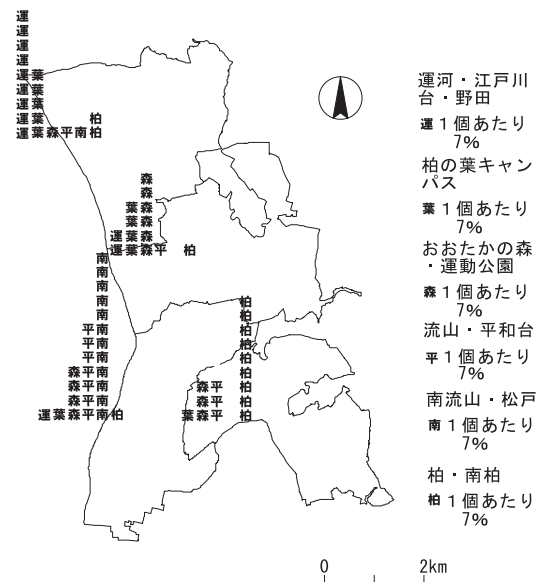 運
運
運
運
運葉
運葉
運葉
運葉 柏
運葉森平南柏
森
森
葉森
葉森
運葉森
運葉森平 柏
南
南
南
南
南
平南
平南
平南
森平南
森平南
森平南
運葉森平南柏
柏
柏
柏
柏
柏
柏
森平 柏
森平 柏
葉森平 柏
運河・江戸川
台・野田
運1個あたり
7%
柏の葉キャン
パス
葉1個あたり
7%
おおたかの森
・運動公園
森1個あたり
7%
流山・平和台
平1個あたり
7%
南流山・松戸
南1個あたり
7%
柏・南柏
柏1個あたり
7%
0 2km